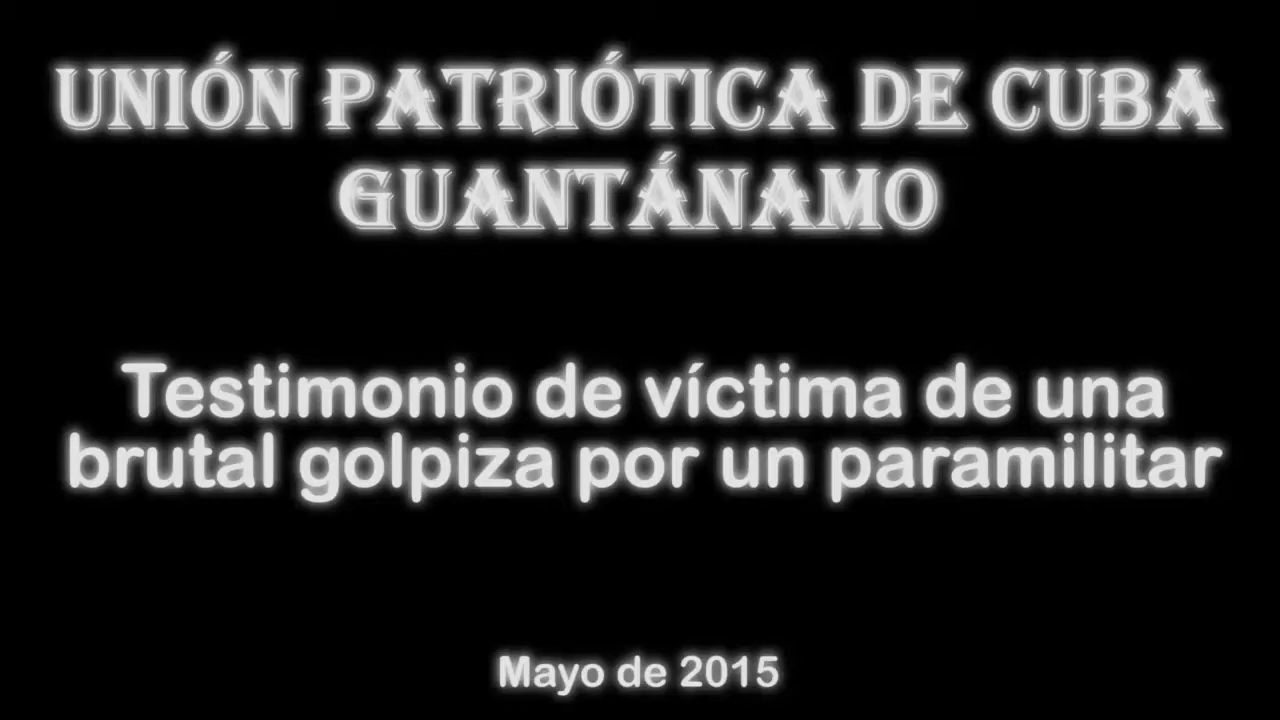 UNIÓN PATRIÓTICA DE CUBA
GUANTÁNAMO
Testimonio de víctima de una
brutal golpiza por un paramilitar
Mayo de 2015